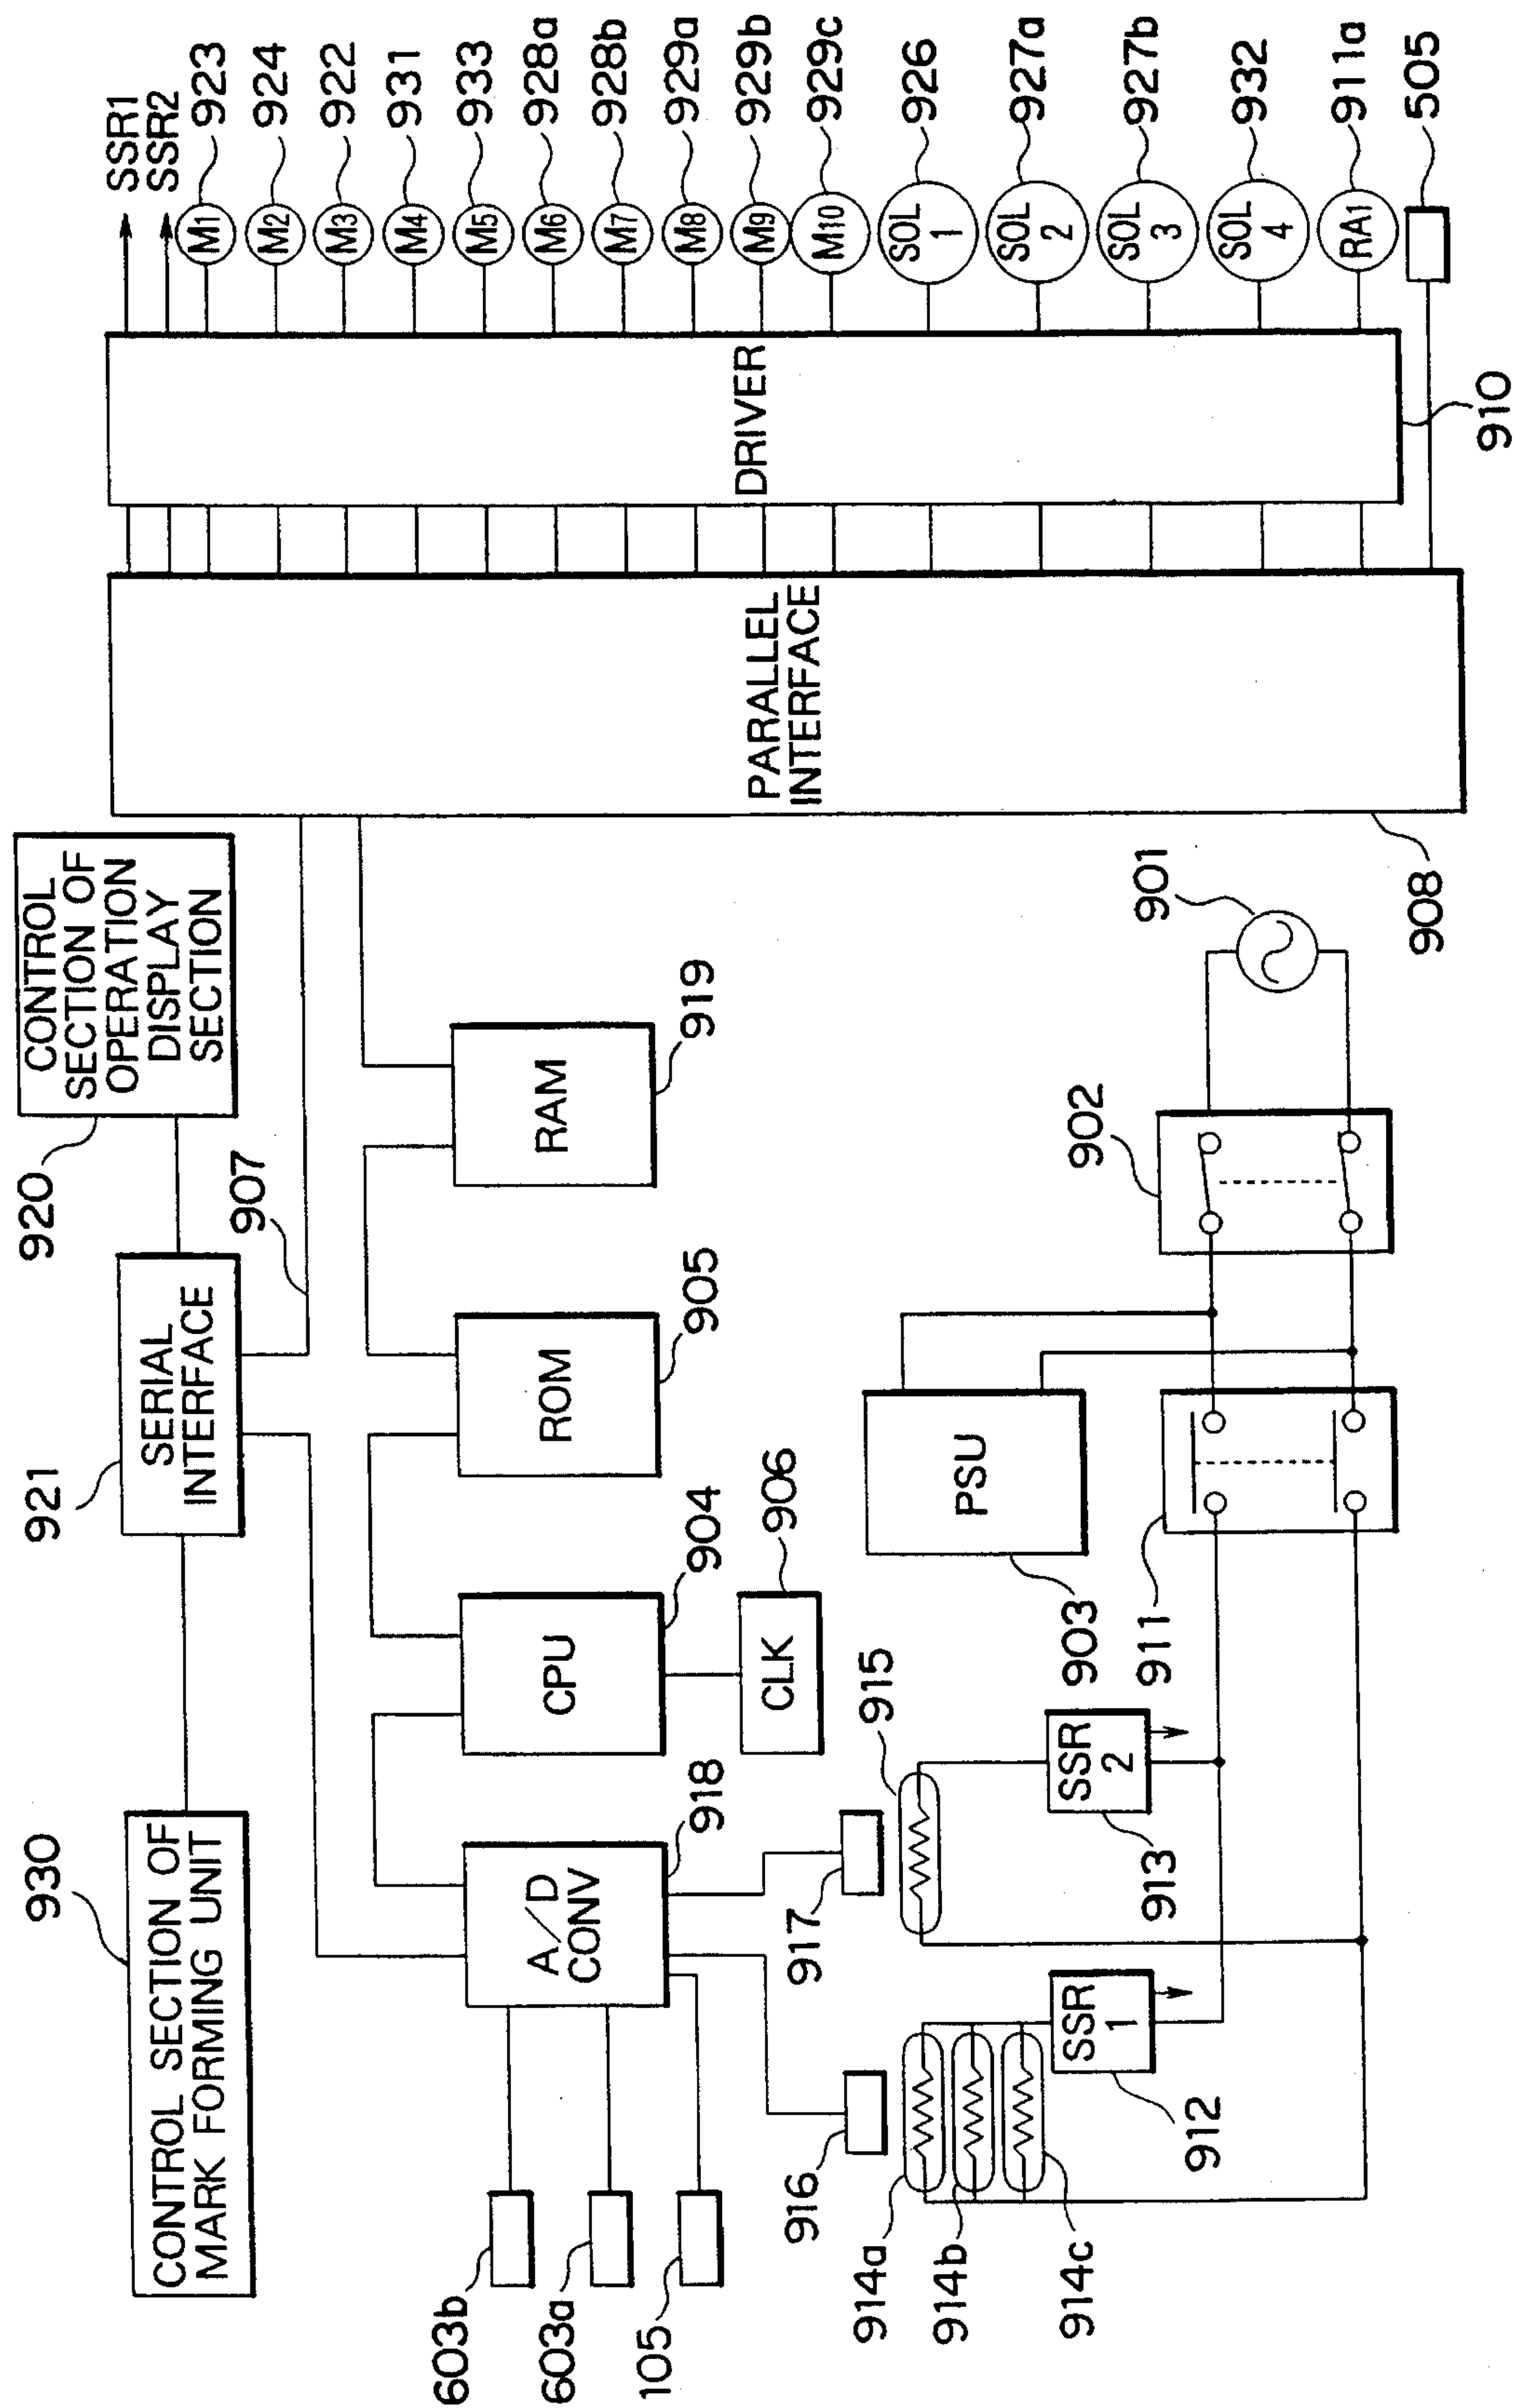 930
CONTROL SECTION OF
MARK FORMING UNIT
921
SERIAL
INTERFACE
920
CONTROL
SECTION OF
OPERATION
DISPLAY
SECTION
907
603b
603a
105
A/D
CONV
918
CPU
904
CLK
906
ROM
905
RAM
919
916
917
914a
914b
914c
915
SSR
1
912
SSR
2
913
PSU
903
911
902
901
PARALLEL
INTERFACE
908
DRIVER
910
SSR1
SSR2
M1
923
M2
924
M3
922
M4
931
M5
933
M6
928a
M7
928b
M8
929a
M9
929b
M10
929c
SOL
1
926
SOL
2
927a
SOL
3
927b
SOL
4
932
RA1
911a
505